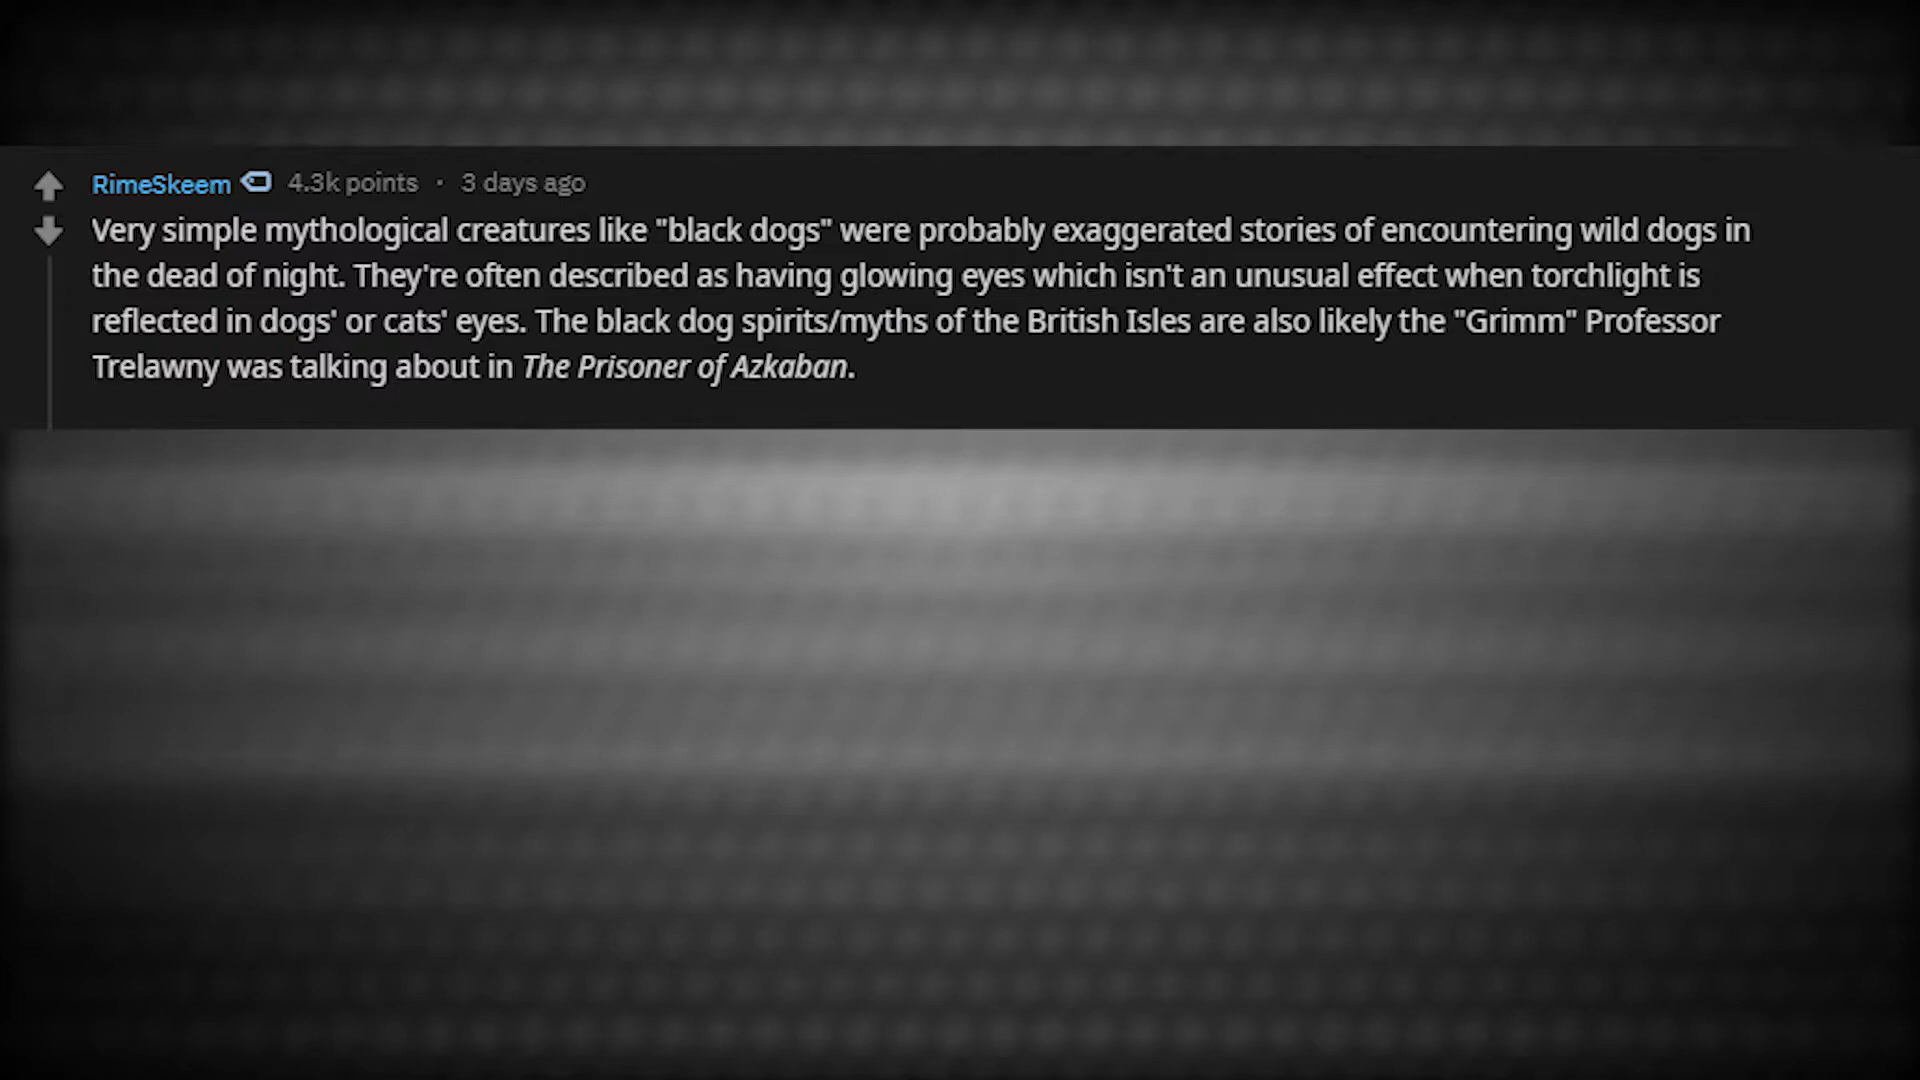 RimeSkeem 4.3k points · 3 days ago
Very simple mythological creatures like "black dogs" were probably exaggerated stories of encountering wild dogs in
the dead of night. They're often described as having glowing eyes which isn't an unusual effect when torchlight is
reflected in dogs' or cats' eyes. The black dog spirits/myths of the British Isles are also likely the "Grimm" Professor
Trelawny was talking about in The Prisoner of Azkaban.